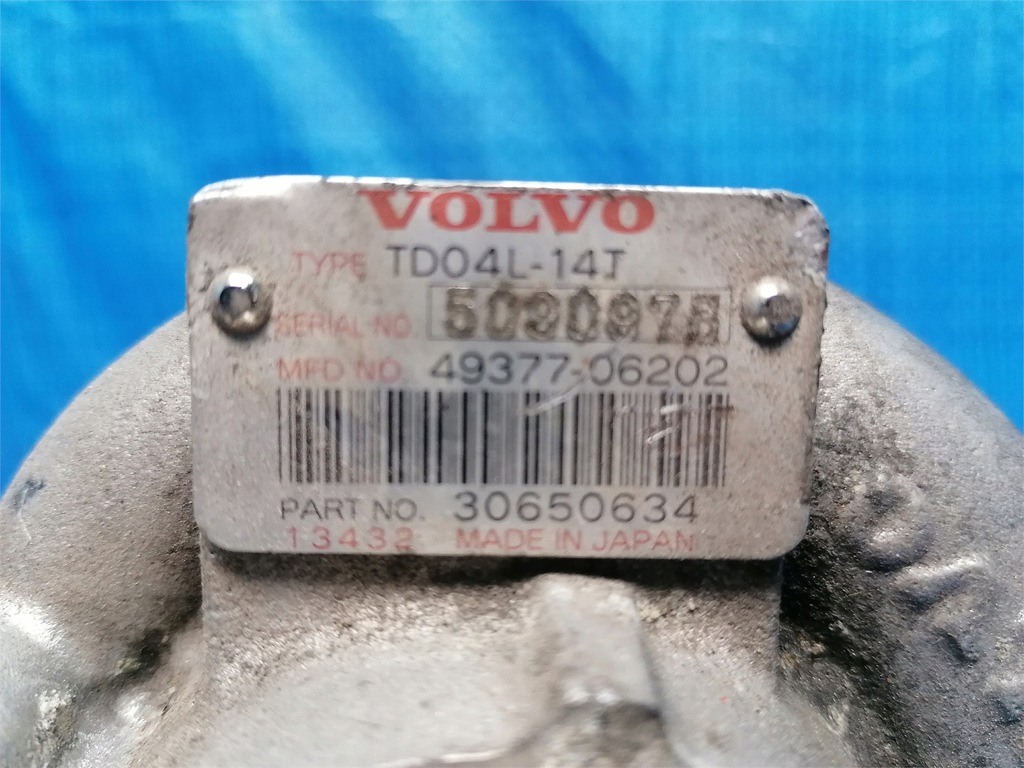 VOLVO
TYPE TD04L-14T
SERIAL NO.
MFD NO. 49377-06202
PART NO. 30650634
13432 MADE IN JAPAN